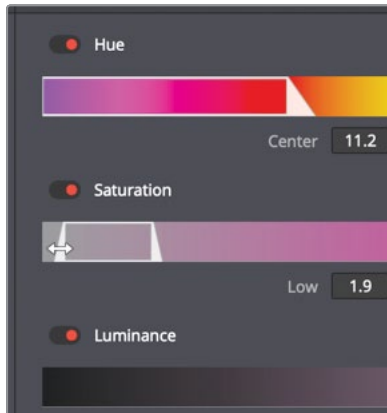 Hue
Center 11.2
Saturation
Low 1.9
Luminance